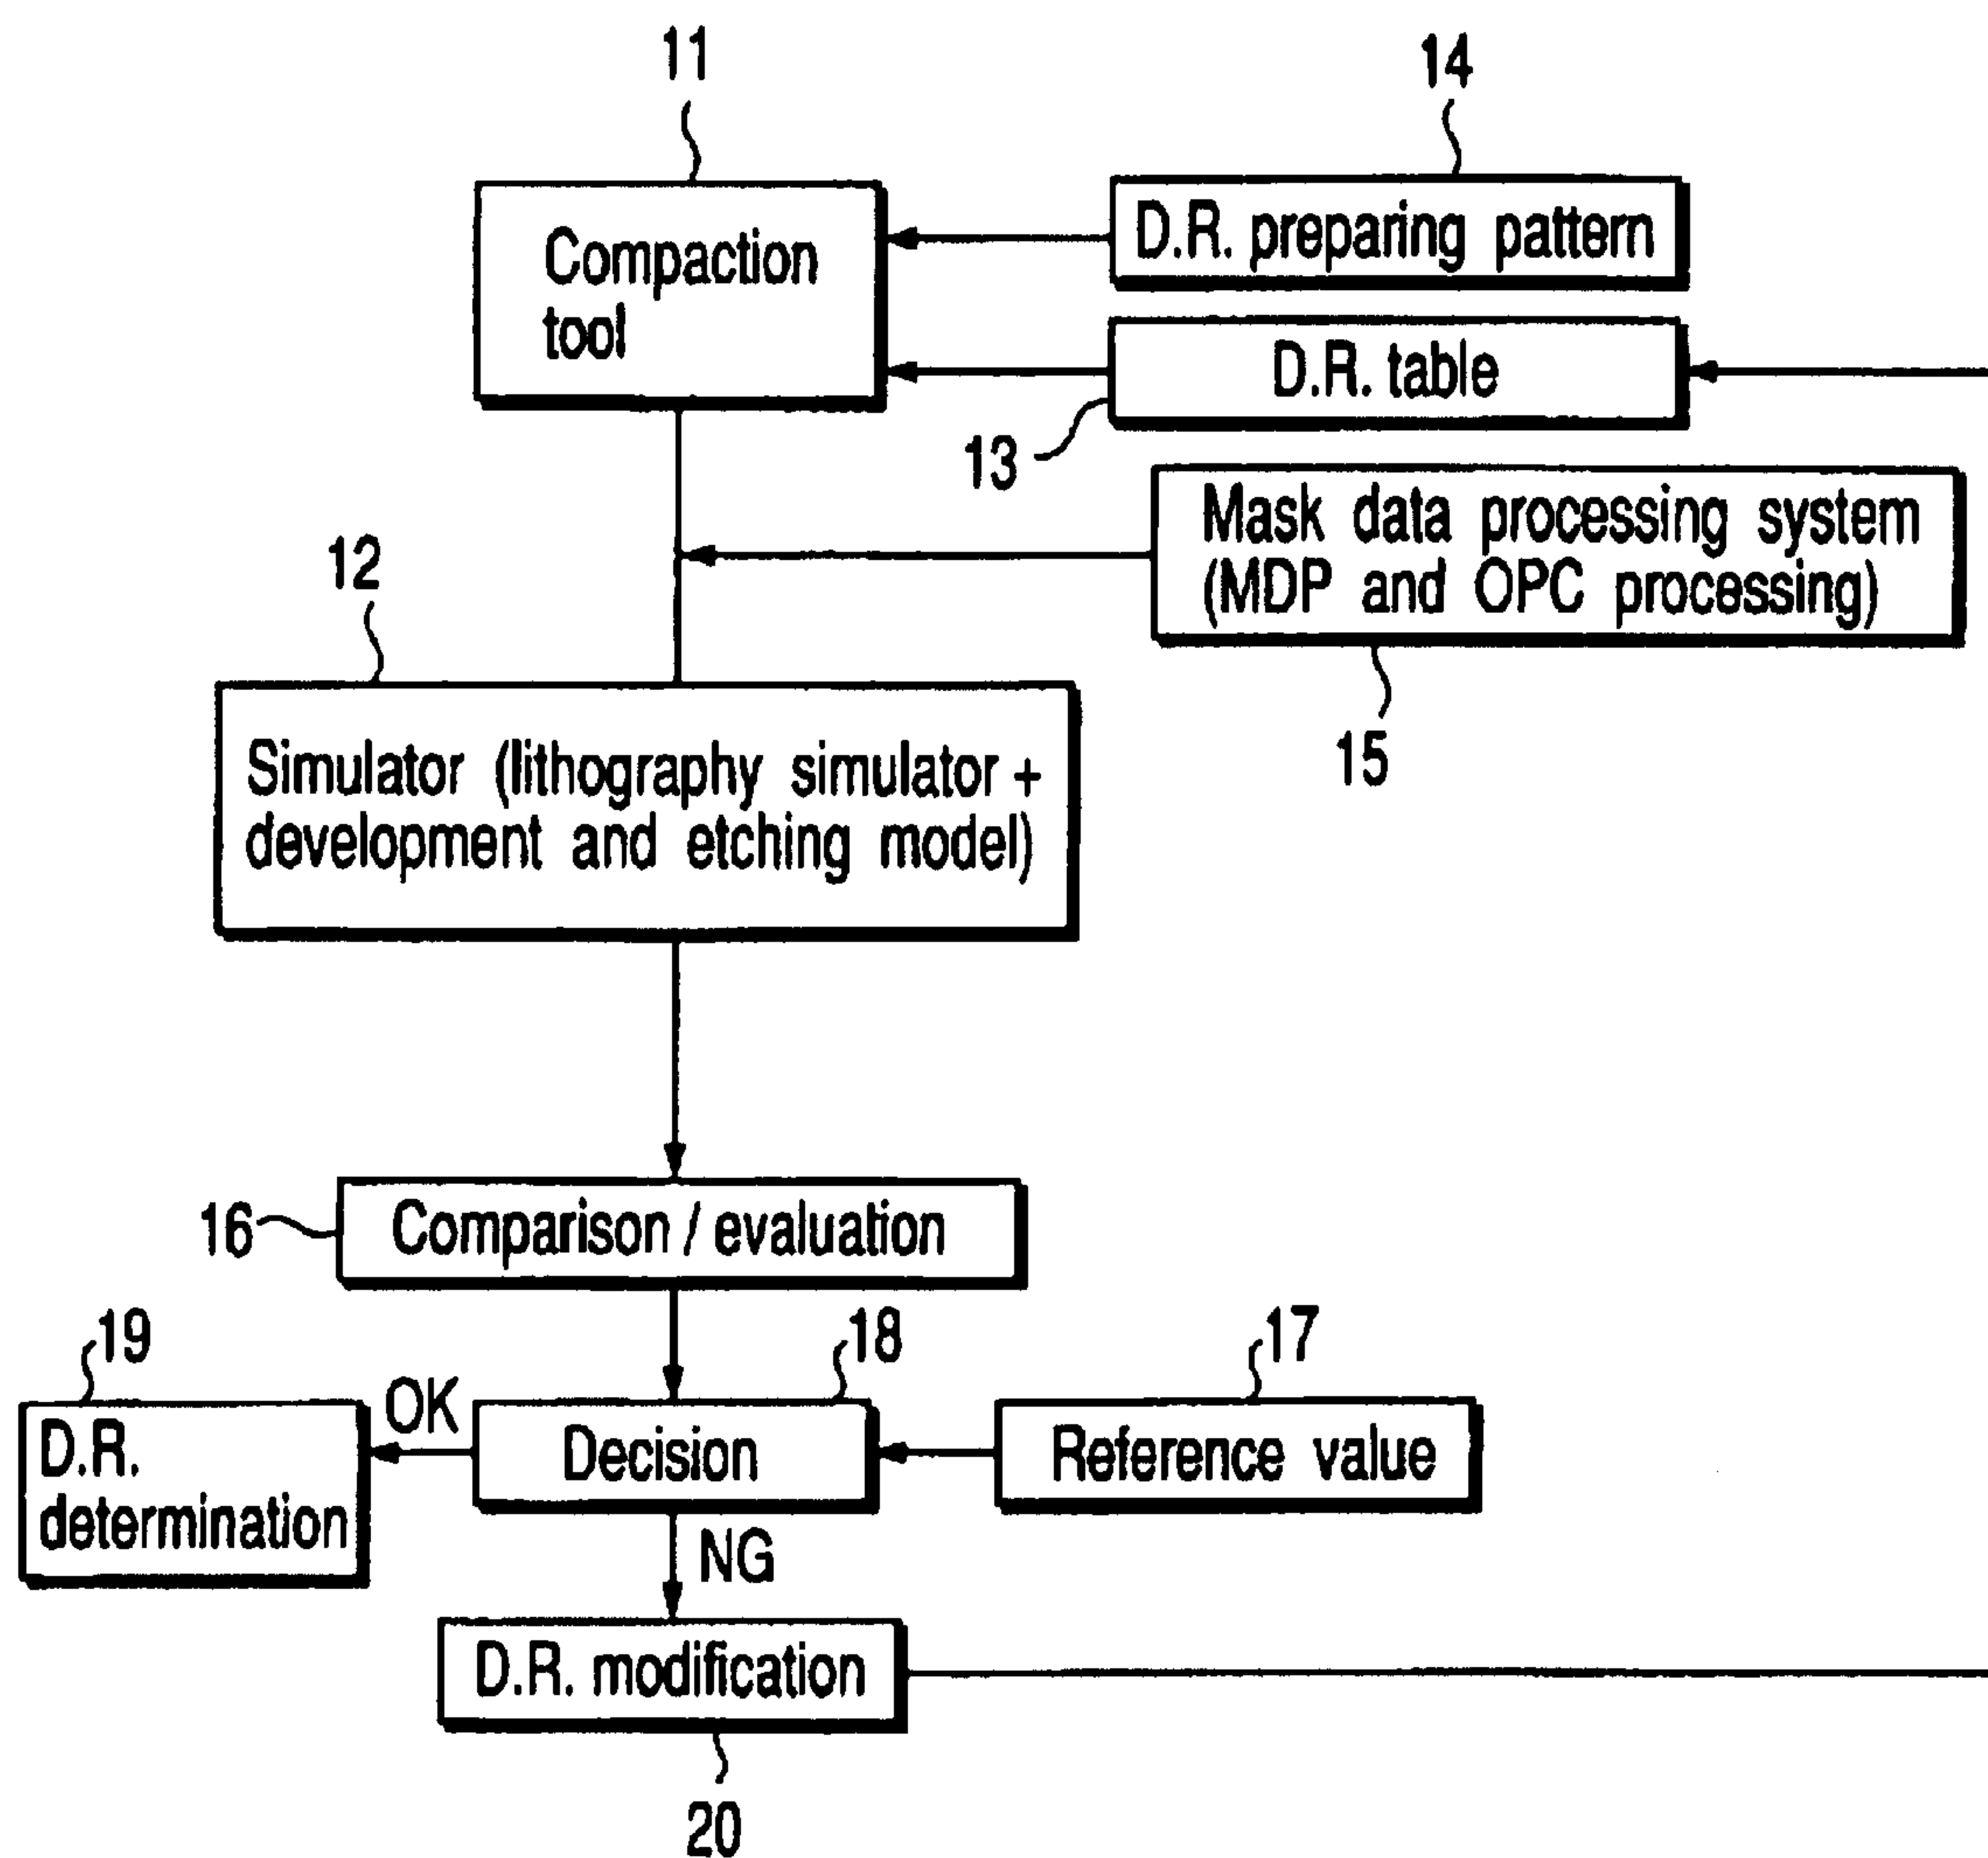 11
14
Compaction
tool
D.R. preparing pattern
D.R. table
13
Mask data processing system
(MDP and OPC processing)
12
15
Simulator (lithography simulator +
development and etching model)
16
Comparison / evaluation
19
18
17
OK
D.R.
determination
Decision
Reference value
NG
D.R. modification
20